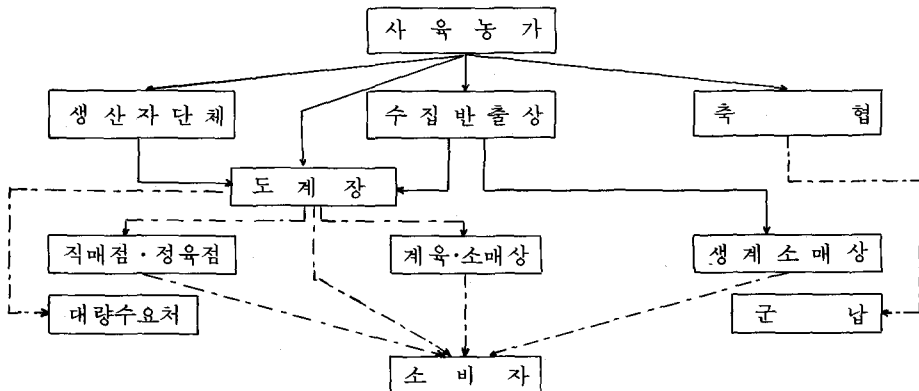 사 육 농 가
생 산 자 단 체
수 집 반 출 상
축 협
도 계 장
직매점·정육점
계육·소매상
생 계 소 매 상
대량수요처
군 납
소 비 자